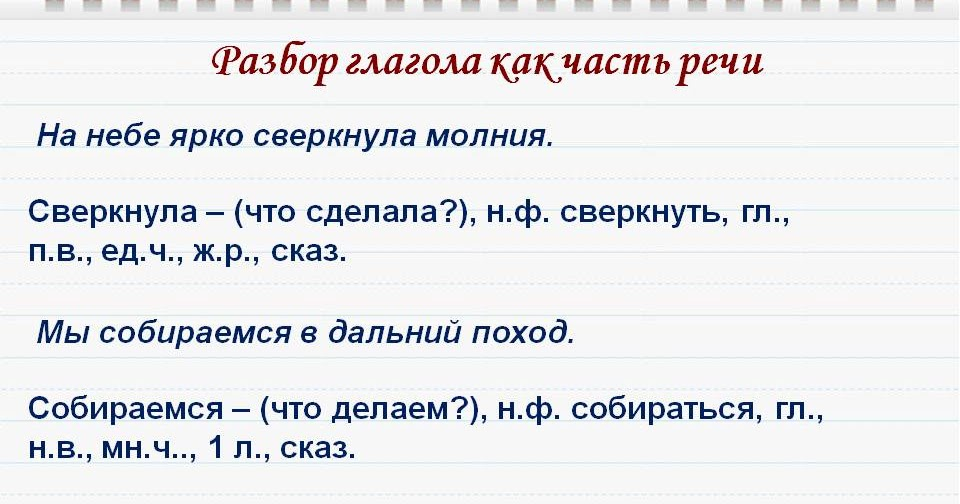 Разбор глагола как часть речи
На небе ярко сверкнула молния.
Сверкнула – (что сделала?), н.ф. сверкнуть, гл.,
п.в., ед.ч., ж.р., сказ.
Мы собираемся в дальний поход.
Собираемся – (что делаем?), н.ф. собираться, гл.,
н.в., мн.ч.., 1 л., сказ.